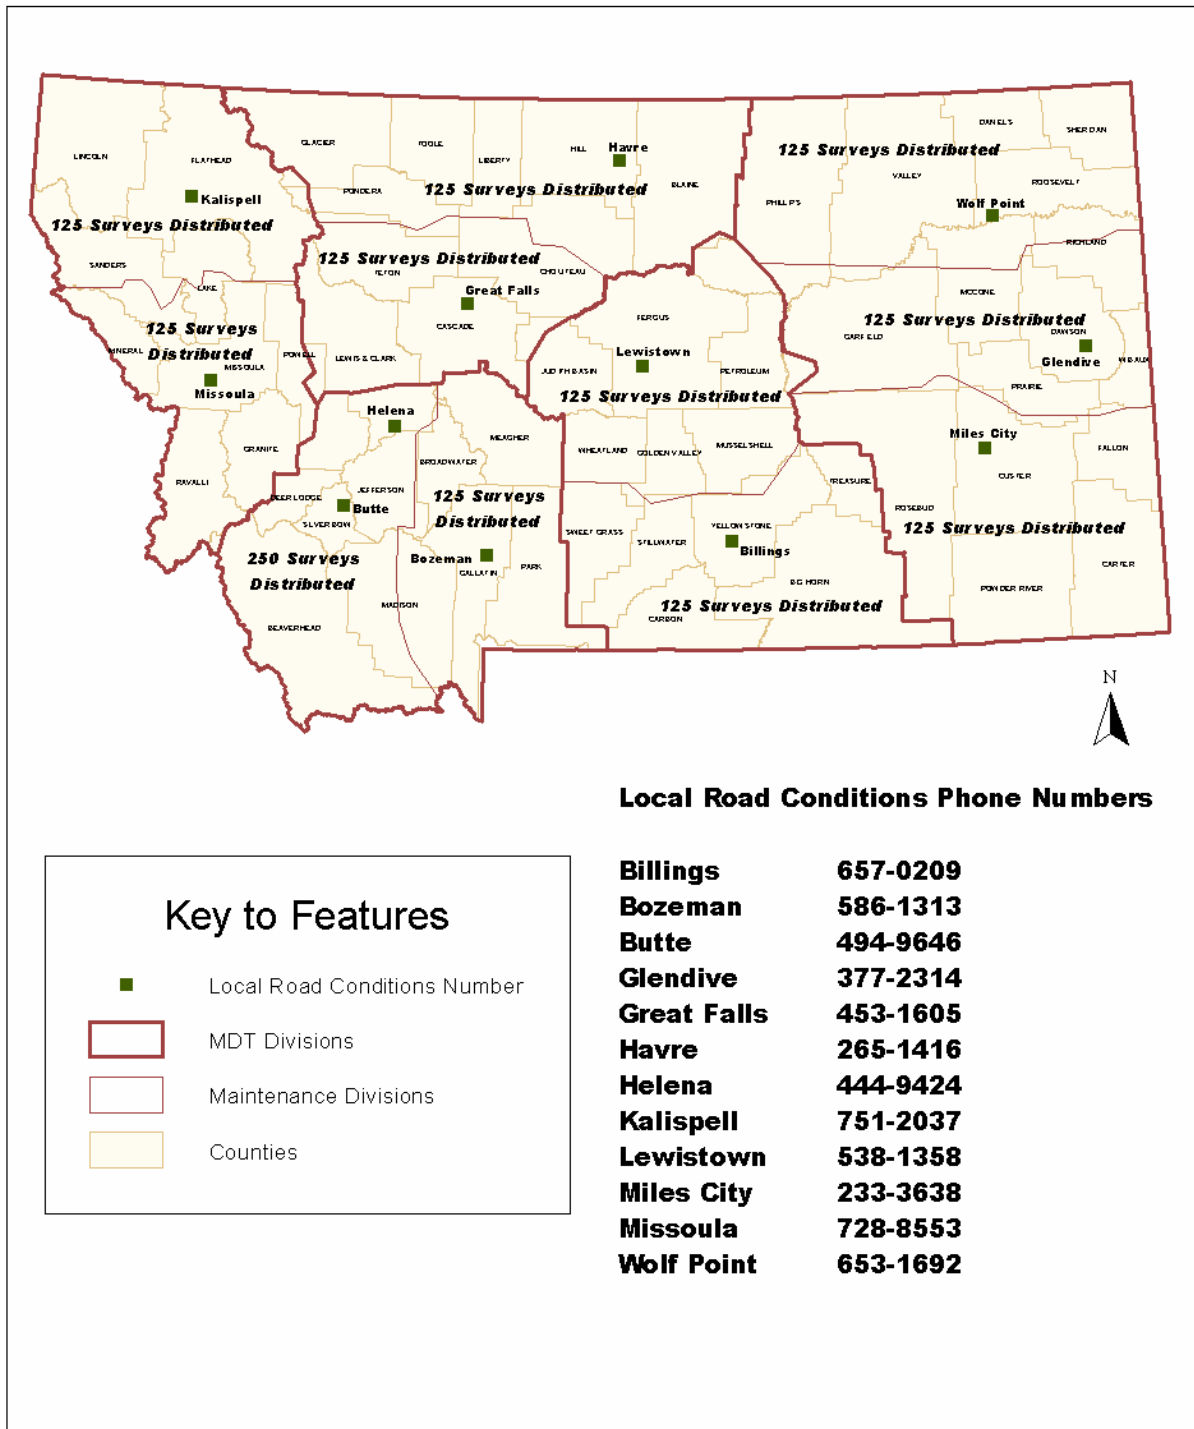 LINCOLN
FLATHEAD
Kalispell
125 Surveys Distributed
SANDERS
LAKE
GLACIER
TOOLE
LIBERTY
HILL
Havre
PONDERA
125 Surveys Distributed
BLAINE
125 Surveys Distributed
TETON
CHOUTEAU
Great Falls
CASCADE
LEWIS & CLARK
DANIELS
SHERIDAN
125 Surveys Distributed
VALLEY
ROOSEVELT
PHILLIPS
Wolf Point
RICHLAND
MCCONE
125 Surveys Distributed
DAWSON
GARFIELD
Glendive
WIBAUX
PRAIRIE
125 Surveys
Distributed
MINERAL
MISSOULA
POWELL
Missoula
GRANITE
RAVALLI
FERGUS
Lewistown
JUDITH BASIN
PETROLEUM
125 Surveys Distributed
WHEATLAND
GOLDEN VALLEY
MUSSELSHELL
Helena
MEAGHER
BROADWATER
DEER LODGE
JEFFERSON
Butte
SILVER BOW
125 Surveys
Distributed
Bozeman
GALLATIN
PARK
250 Surveys
Distributed
MADISON
BEAVERHEAD
SWEET GRASS
STILLWATER
YELLOWSTONE
Billings
TREASURE
BIG HORN
125 Surveys Distributed
CARBON
Miles City
CUSTER
FALLON
ROSEBUD
125 Surveys Distributed
CARTER
POWDER RIVER
N
Local Road Conditions Phone Numbers
Billings 657-0209
Bozeman 586-1313
Butte 494-9646
Glendive 377-2314
Great Falls 453-1605
Havre 265-1416
Helena 444-9424
Kalispell 751-2037
Lewistown 538-1358
Miles City 233-3638
Missoula 728-8553
Wolf Point 653-1692
Key to Features
Local Road Conditions Number
MDT Divisions
Maintenance Divisions
Counties